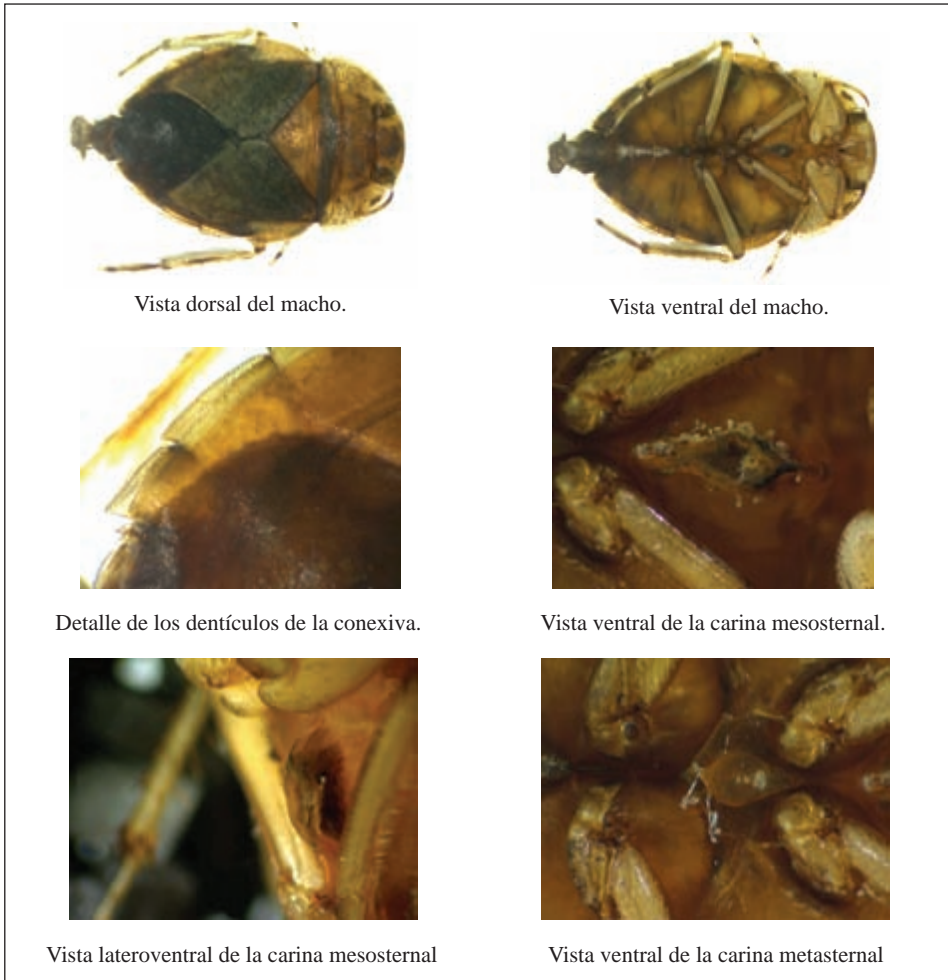 Vista dorsal del macho.
Vista ventral del macho.
Detalle de los dentículos de la conexiva.
Vista ventral de la carina mesosternal.
Vista lateroventral de la carina mesosternal
Vista ventral de la carina metasternal